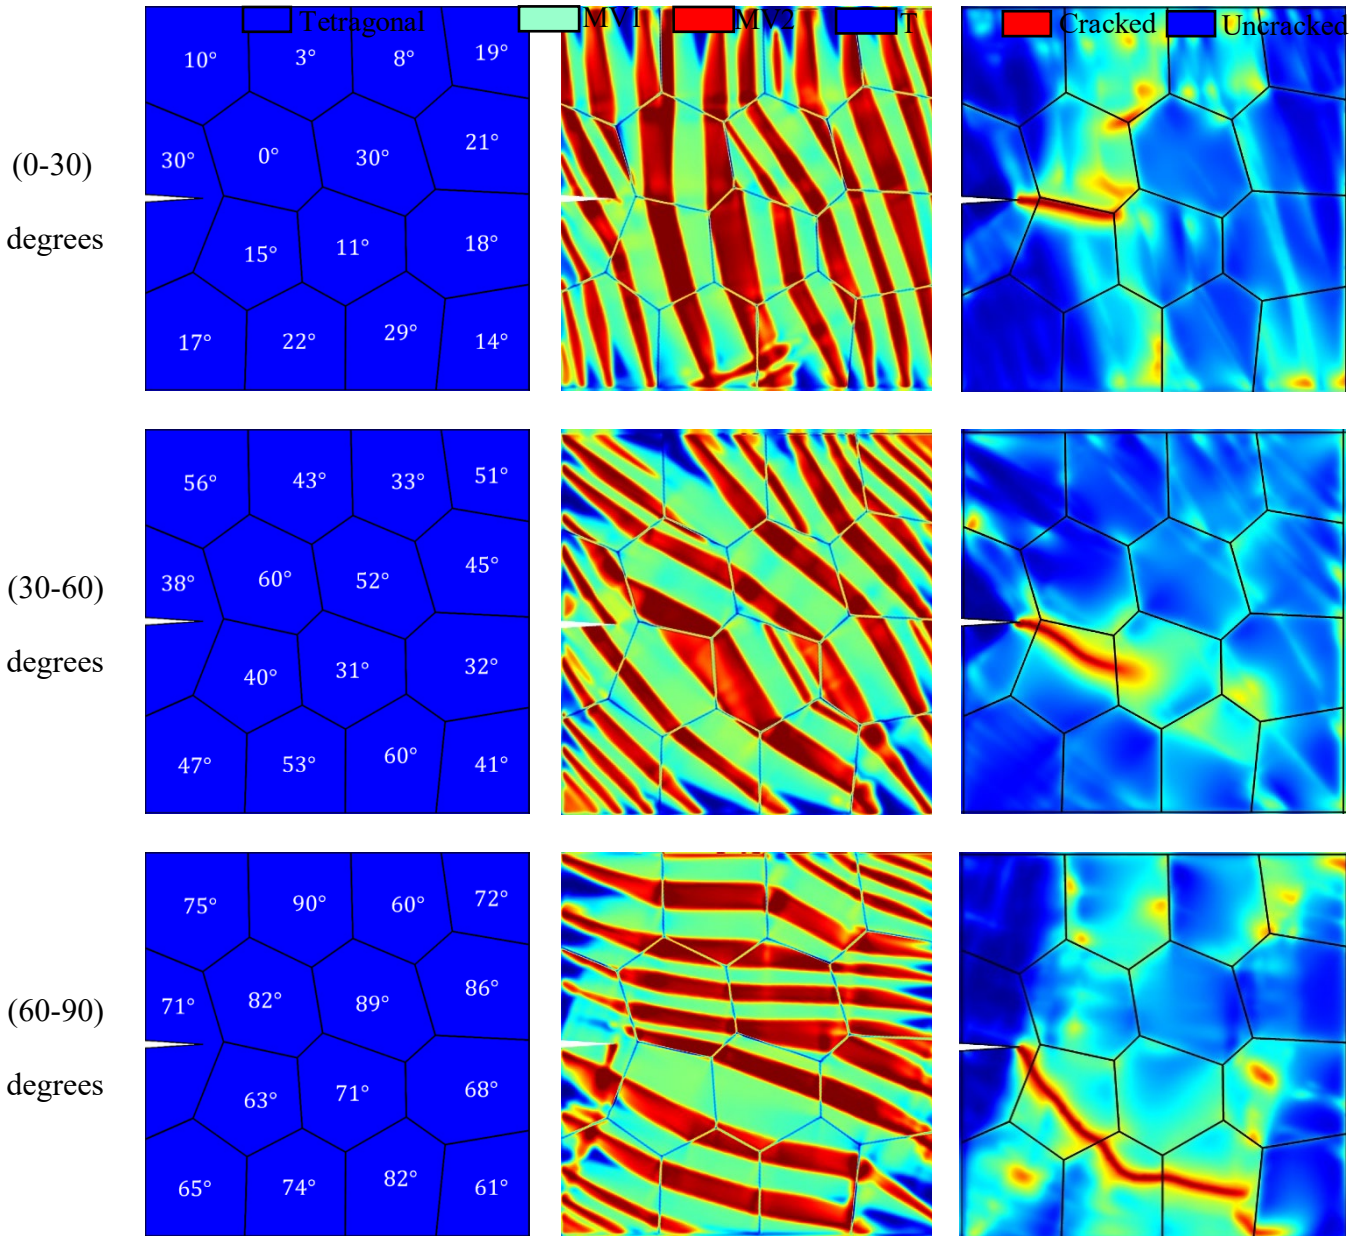 Tetragonal MV1 MV2 T Cracked Uncracked
(0-30)
degrees
10° 3° 8° 19°
30° 0° 30° 21°
15° 11° 18°
17° 22° 29° 14°
(30-60)
degrees
56° 43° 33° 51°
38° 60° 52° 45°
40° 31° 32°
47° 53° 60° 41°
(60-90)
degrees
75° 90° 60° 72°
71° 82° 89° 86°
63° 71° 68°
65° 74° 82° 61°